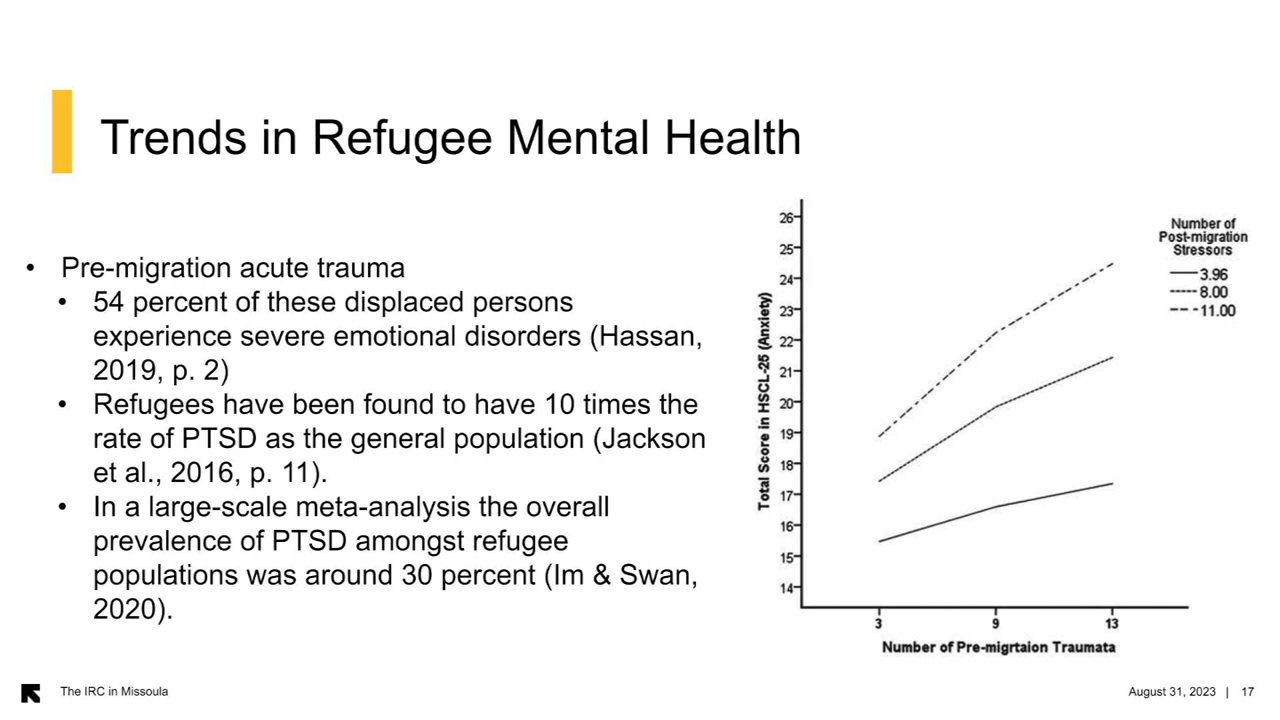 Trends in Refugee Mental Health
• Pre-migration acute trauma
• 54 percent of these displaced persons
experience severe emotional disorders (Hassan,
2019, p. 2)
• Refugees have been found to have 10 times the
rate of PTSD as the general population (Jackson
et al., 2016, p. 11).
• In a large-scale meta-analysis the overall
prevalence of PTSD amongst refugee
populations was around 30 percent (Im & Swan,
2020).
Total Score in HSCL-25 (Anxiety)
26
25
24
23
22
21
20
19
18
17
16
15
14
3 9 13
Number of Pre-migrtaion Traumata
Number of
Post-migration
Stressors
3.96
8.00
11.00
The IRC in Missoula
August 31, 2023 | 17